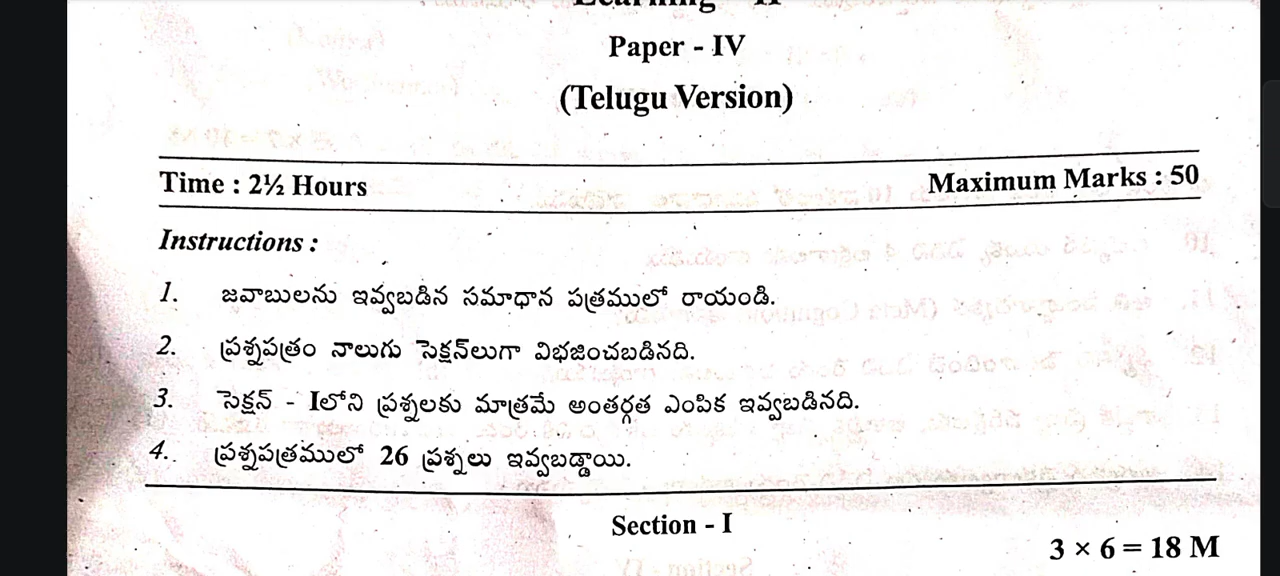 Learning - II
Paper - IV
(Telugu Version)
Time : 2½ Hours Maximum Marks : 50
Instructions :
1. జవాబులను ఇవ్వబడిన సమాధాన పత్రములో రాయండి.
2. ప్రశ్నపత్రం నాలుగు సెక్షన్‌లుగా విభజించబడినది.
3. సెక్షన్ - Iలోని ప్రశ్నలకు మాత్రమే అంతర్గత ఎంపిక ఇవ్వబడినది.
4. ప్రశ్నపత్రములో 26 ప్రశ్నలు ఇవ్వబడ్డాయి.
Section - I
3 × 6 = 18 M